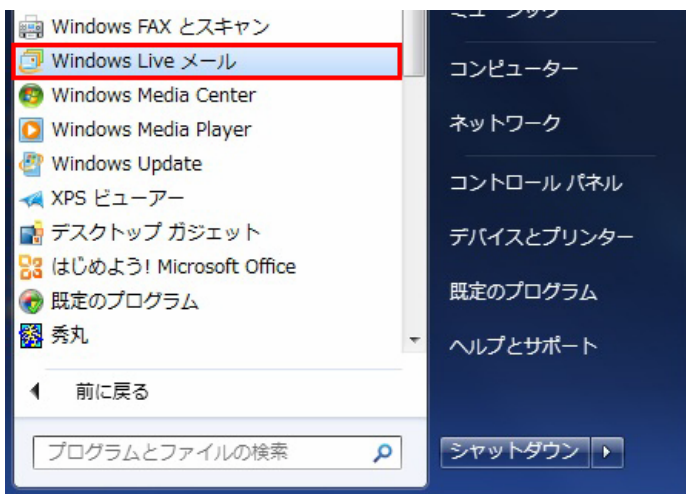 Windows FAX とスキャン
Windows Live メール
Windows Media Center
Windows Media Player
Windows Update
XPS ビューアー
デスクトップ ガジェット
はじめよう! Microsoft Office
既定のプログラム
秀丸
前に戻る
プログラムとファイルの検索
ミュージック
コンピューター
ネットワーク
コントロール パネル
デバイスとプリンター
既定のプログラム
ヘルプとサポート
シャットダウン